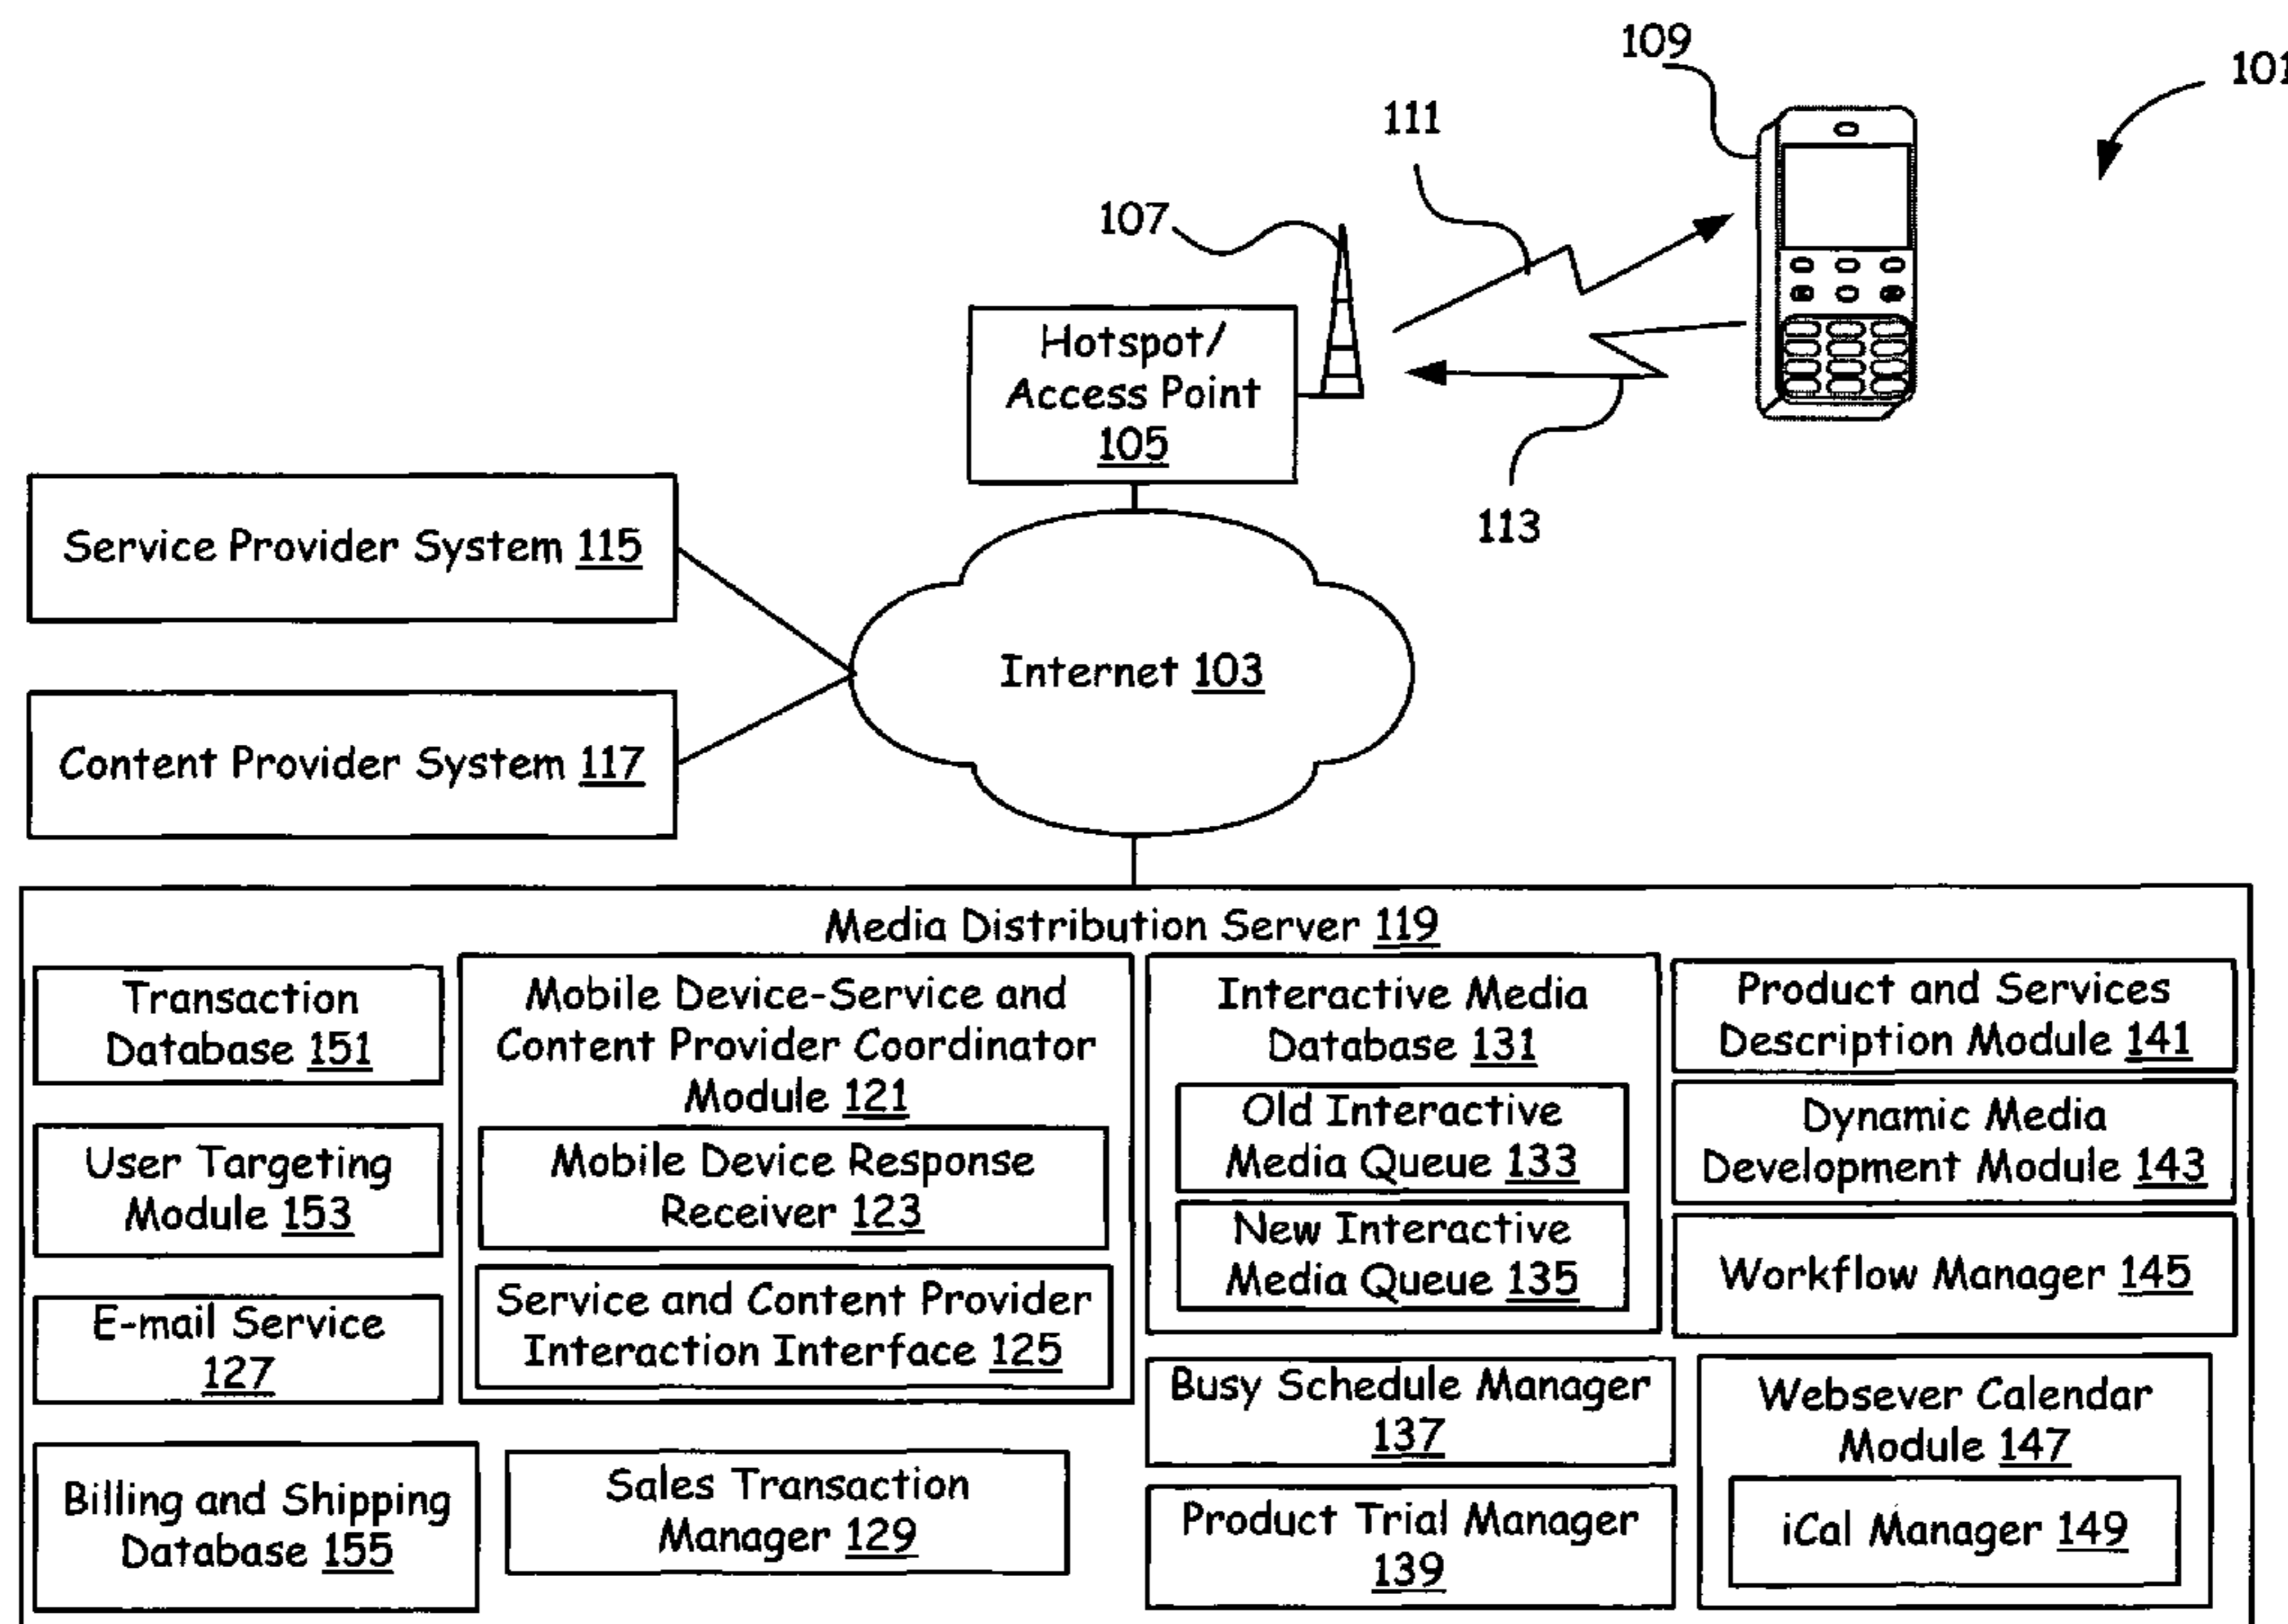 109
101
111
107
Hotspot/
Access Point
105
113
Service Provider System 115
Internet 103
Content Provider System 117
Media Distribution Server 119
Transaction
Database 151
User Targeting
Module 153
E-mail Service
127
Billing and Shipping
Database 155
Mobile Device-Service and
Content Provider Coordinator
Module 121
Mobile Device Response
Receiver 123
Service and Content Provider
Interaction Interface 125
Sales Transaction
Manager 129
Interactive Media
Database 131
Old Interactive
Media Queue 133
New Interactive
Media Queue 135
Busy Schedule Manager
137
Product Trial Manager
139
Product and Services
Description Module 141
Dynamic Media
Development Module 143
Workflow Manager 145
Websever Calendar
Module 147
iCal Manager 149